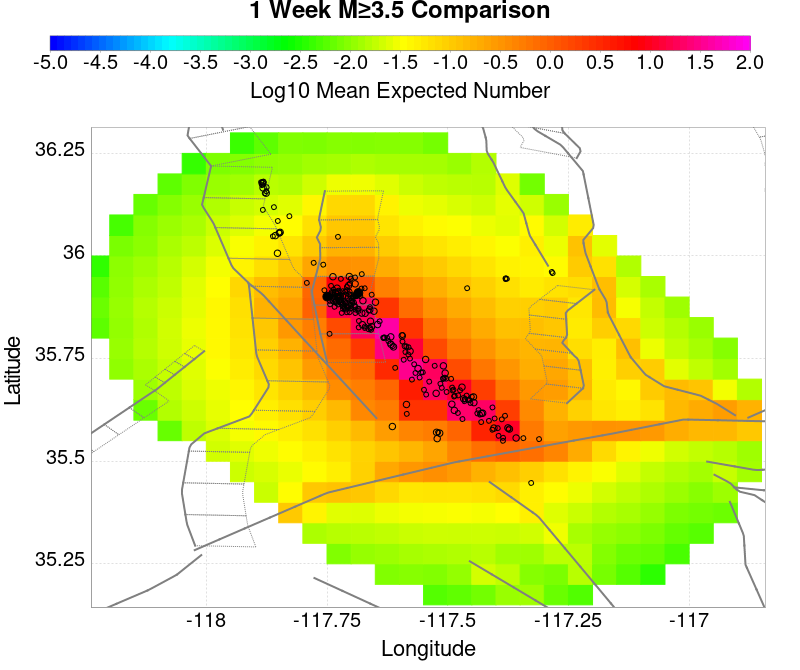 1 Week M≥3.5 Comparison
-5.0 -4.5 -4.0 -3.5 -3.0 -2.5 -2.0 -1.5 -1.0 -0.5 0.0 0.5 1.0 1.5 2.0
Log10 Mean Expected Number
36.25
36
35.75
35.5
35.25
Latitude
-118 -117.75 -117.5 -117.25 -117
Longitude